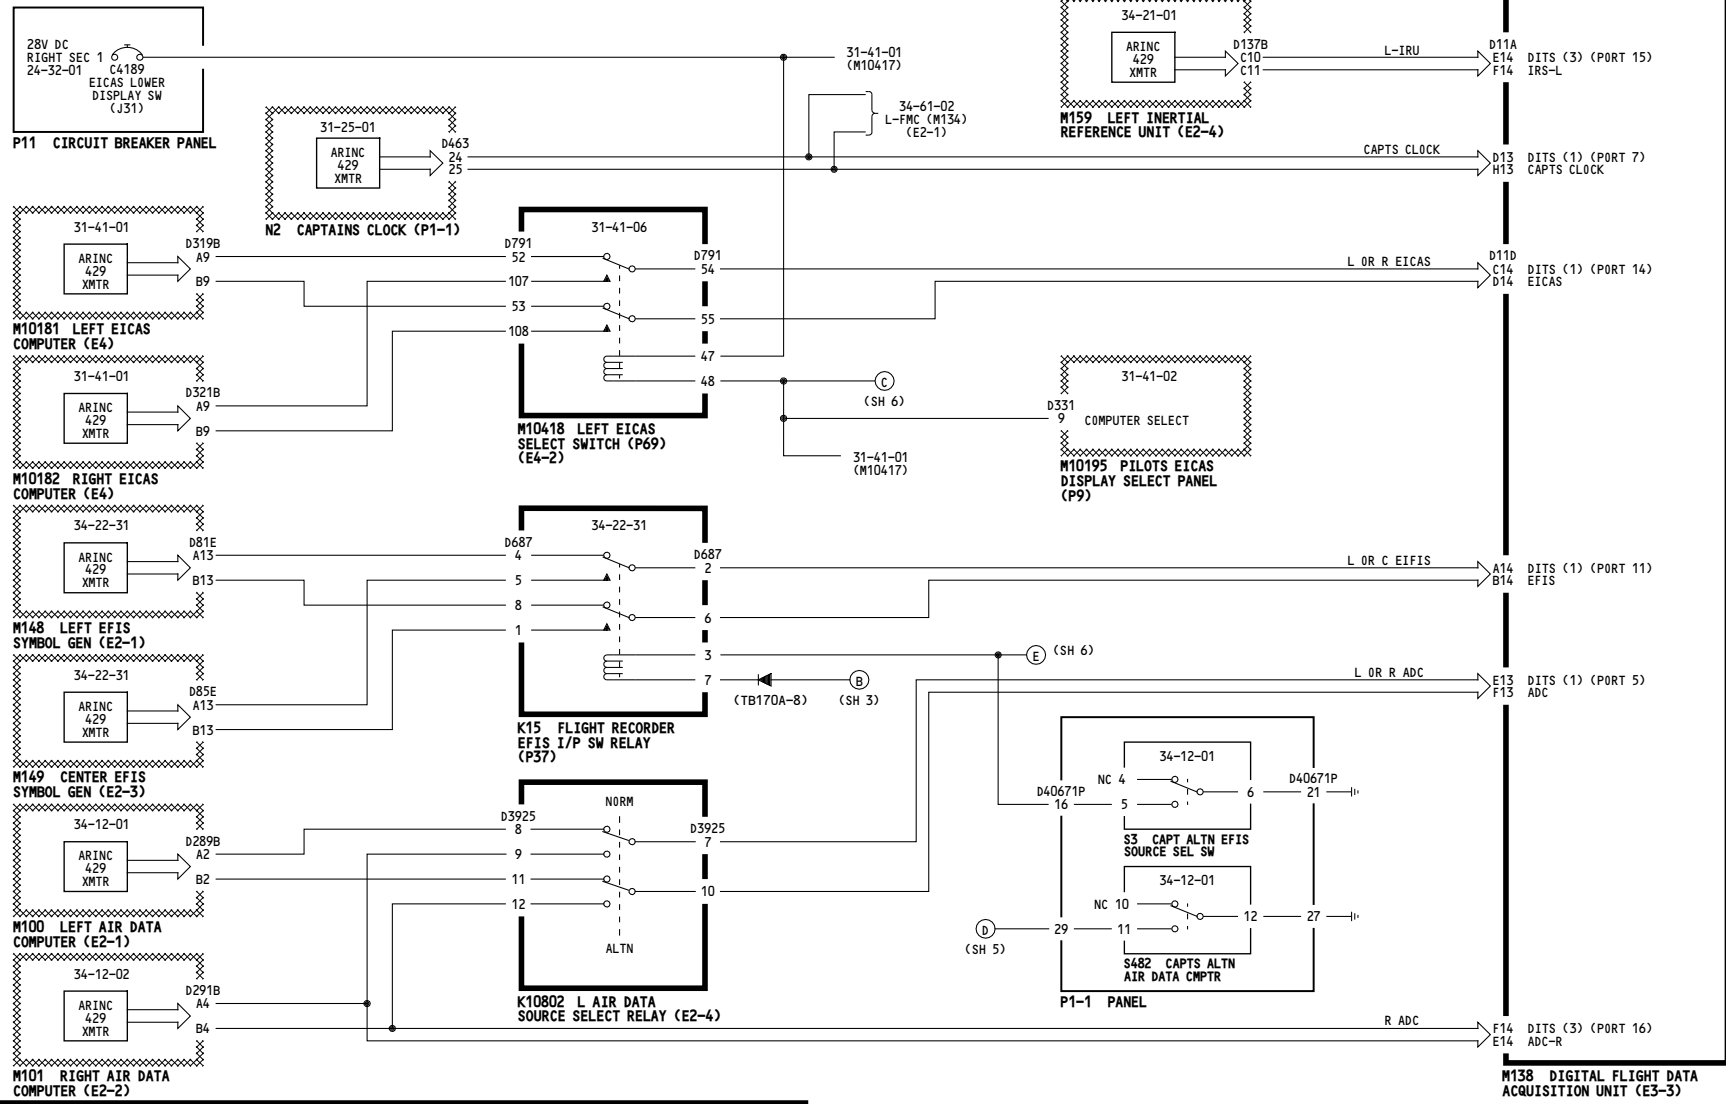 28V DC
RIGHT SEC 1
24-32-01
C4189
EICAS LOWER
DISPLAY SW
(J31)
P11 CIRCUIT BREAKER PANEL
31-41-01
(M10417)
34-61-02
L-FMC (M134)
(E2-1)
31-25-01
ARINC
429
XMTR
D463
24
25
N2 CAPTAINS CLOCK (P1-1)
34-21-01
ARINC
429
XMTR
D137B
C10
C11
M159 LEFT INERTIAL
REFERENCE UNIT (E2-4)
L-IRU
D11A
E14 DITS (3) (PORT 15)
F14 IRS-L
CAPTS CLOCK
D13 DITS (1) (PORT 7)
H13 CAPTS CLOCK
31-41-01
ARINC
429
XMTR
D319B
A9
B9
M10181 LEFT EICAS
COMPUTER (E4)
31-41-01
ARINC
429
XMTR
D321B
A9
B9
M10182 RIGHT EICAS
COMPUTER (E4)
31-41-06
D791
52
107
53
108
D791
54
55
47
48
M10418 LEFT EICAS
SELECT SWITCH (P69)
(E4-2)
L OR R EICAS
D11D
C14 DITS (1) (PORT 14)
D14 EICAS
C
(SH 6)
31-41-01
(M10417)
31-41-02
D331
9 COMPUTER SELECT
M10195 PILOTS EICAS
DISPLAY SELECT PANEL
(P9)
34-22-31
ARINC
429
XMTR
D81E
A13
B13
M148 LEFT EFIS
SYMBOL GEN (E2-1)
34-22-31
ARINC
429
XMTR
D85E
A13
B13
M149 CENTER EFIS
SYMBOL GEN (E2-3)
34-22-31
D687
4
5
8
1
D687
2
6
3
7
K15 FLIGHT RECORDER
EFIS I/P SW RELAY
(P37)
(TB170A-8)
B
(SH 3)
E (SH 6)
L OR C EIFIS
A14 DITS (1) (PORT 11)
B14 EFIS
L OR R ADC
E13 DITS (1) (PORT 5)
F13 ADC
34-12-01
ARINC
429
XMTR
D289B
A2
B2
M100 LEFT AIR DATA
COMPUTER (E2-1)
34-12-02
ARINC
429
XMTR
D291B
A4
B4
M101 RIGHT AIR DATA
COMPUTER (E2-2)
NORM
D3925
8
9
11
12
D3925
7
10
ALTN
K10802 L AIR DATA
SOURCE SELECT RELAY (E2-4)
34-12-01
NC 4
D40671P
16
5
6
D40671P
21
S3 CAPT ALTN EFIS
SOURCE SEL SW
34-12-01
NC 10
D
(SH 5)
29
11
12
27
S482 CAPTS ALTN
AIR DATA CMPTR
P1-1 PANEL
R ADC
F14 DITS (3) (PORT 16)
E14 ADC-R
M138 DIGITAL FLIGHT DATA
ACQUISITION UNIT (E3-3)